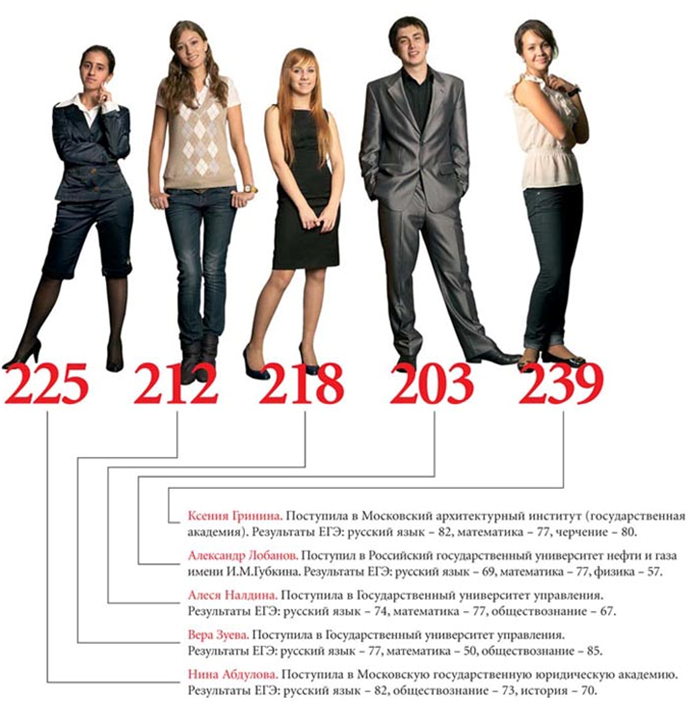 225 212 218 203 239
Ксения Гринина. Поступила в Московский архитектурный институт (государственная
академия). Результаты ЕГЭ: русский язык – 82, математика – 77, черчение – 80.
Александр Лобанов. Поступил в Российский государственный университет нефти и газа
имени И.М.Губкина. Результаты ЕГЭ: русский язык – 69, математика – 77, физика – 57.
Алеся Налдина. Поступила в Государственный университет управления.
Результаты ЕГЭ: русский язык – 74, математика – 77, обществознание – 67.
Вера Зуева. Поступила в Государственный университет управления.
Результаты ЕГЭ: русский язык – 77, математика – 50, обществознание – 85.
Нина Абдулова. Поступила в Московскую государственную юридическую академию.
Результаты ЕГЭ: русский язык – 82, обществознание – 73, история – 70.